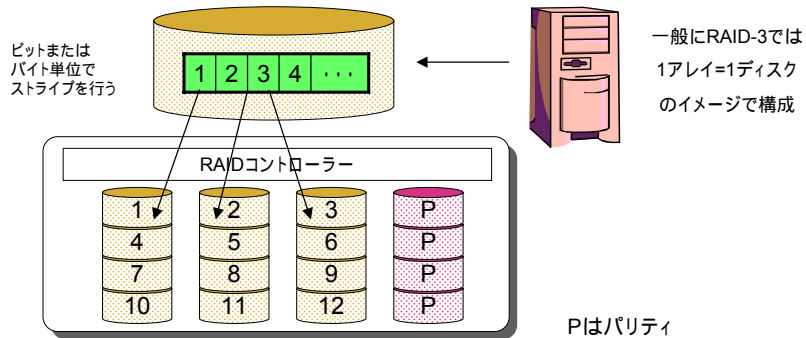 ビットまたは
バイト単位で
ストライプを行う
1 2 3 4 ・・・
一般にRAID-3では
1アレイ=1ディスク
のイメージで構成
RAIDコントローラー
1 2 3 P
4 5 6 P
7 8 9 P
10 11 12 P
Pはパリティ